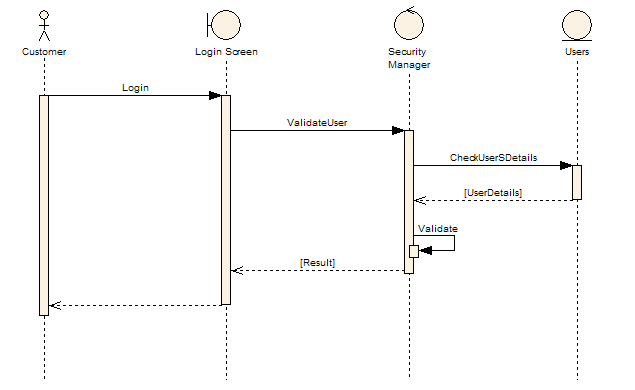 Customer
Login Screen
Security
Manager
Users
Login
ValidateUser
CheckUserSDetails
[UserDetails]
Validate
[Result]